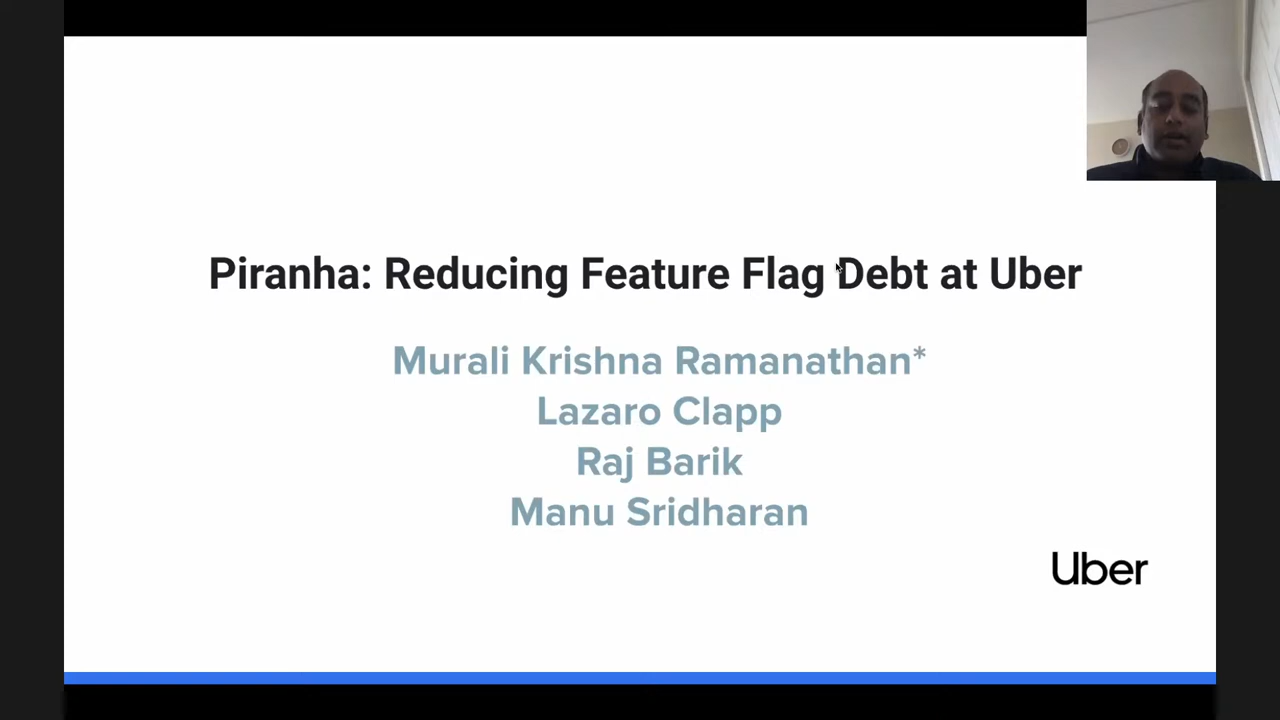 Piranha: Reducing Feature Flag Debt at Uber
Murali Krishna Ramanathan*
Lazaro Clapp
Raj Barik
Manu Sridharan
Uber